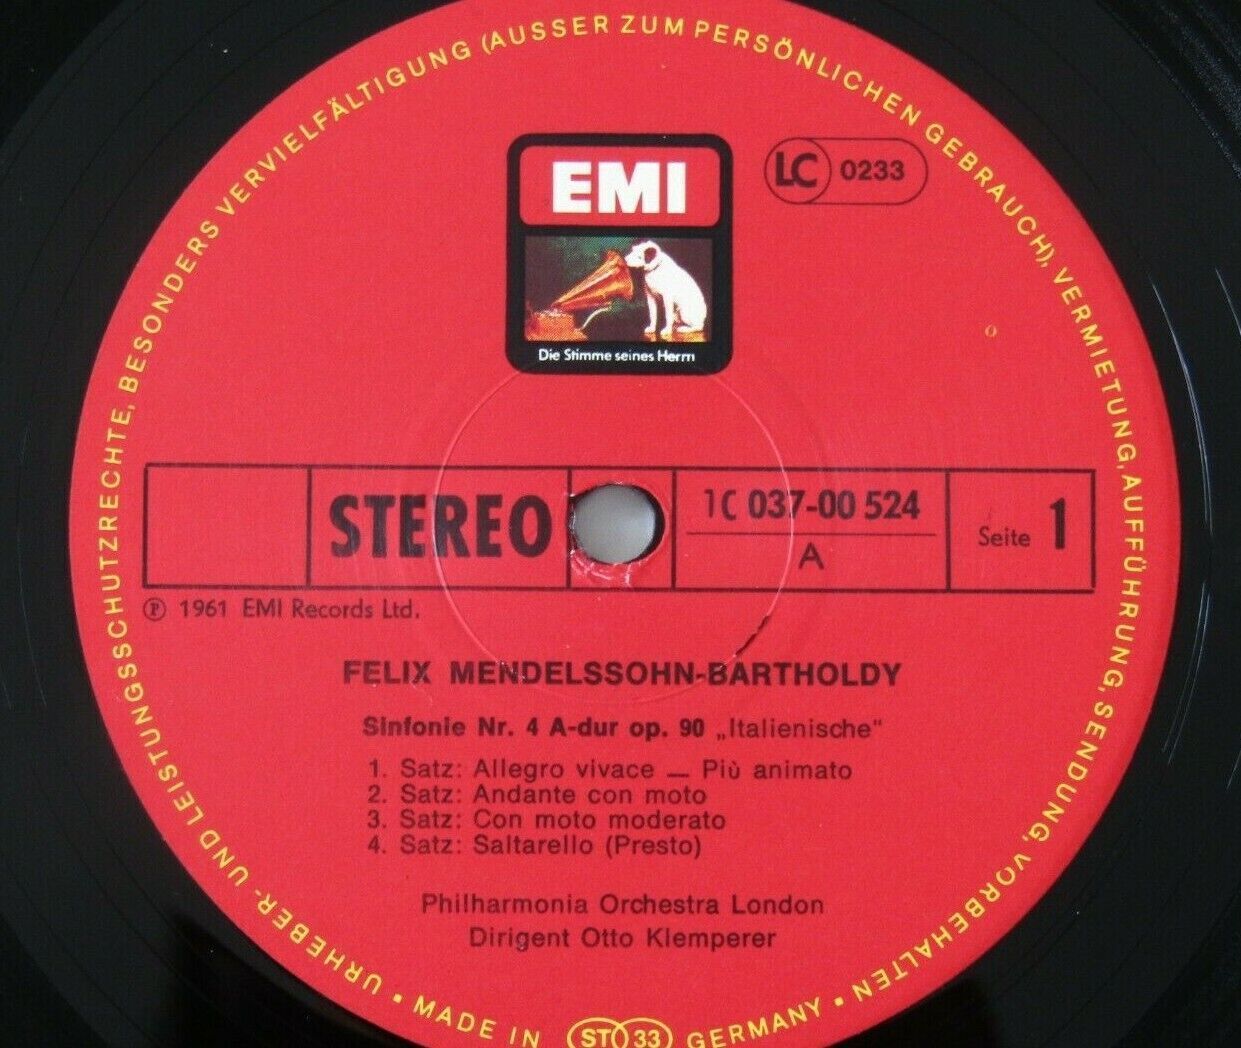 URHEBER- UND LEISTUNGSSCHUTZRECHTE, BESONDERS VERVIELFÄLTIGUNG (AUSSER ZUM PERSÖNLICHEN GEBRAUCH), VERMIETUNG, AUFFÜHRUNG, SENDUNG, VORBEHALTEN
EMI
LC 0233
Die Stimme seines Herrn
STEREO
1C 037-00 524
A
Seite 1
℗ 1961 EMI Records Ltd.
FELIX MENDELSSOHN-BARTHOLDY
Sinfonie Nr. 4 A-dur op. 90 „Italienische"
1. Satz: Allegro vivace — Più animato
2. Satz: Andante con moto
3. Satz: Con moto moderato
4. Satz: Saltarello (Presto)
Philharmonia Orchestra London
Dirigent Otto Klemperer
• MADE IN ST 33 GERMANY •